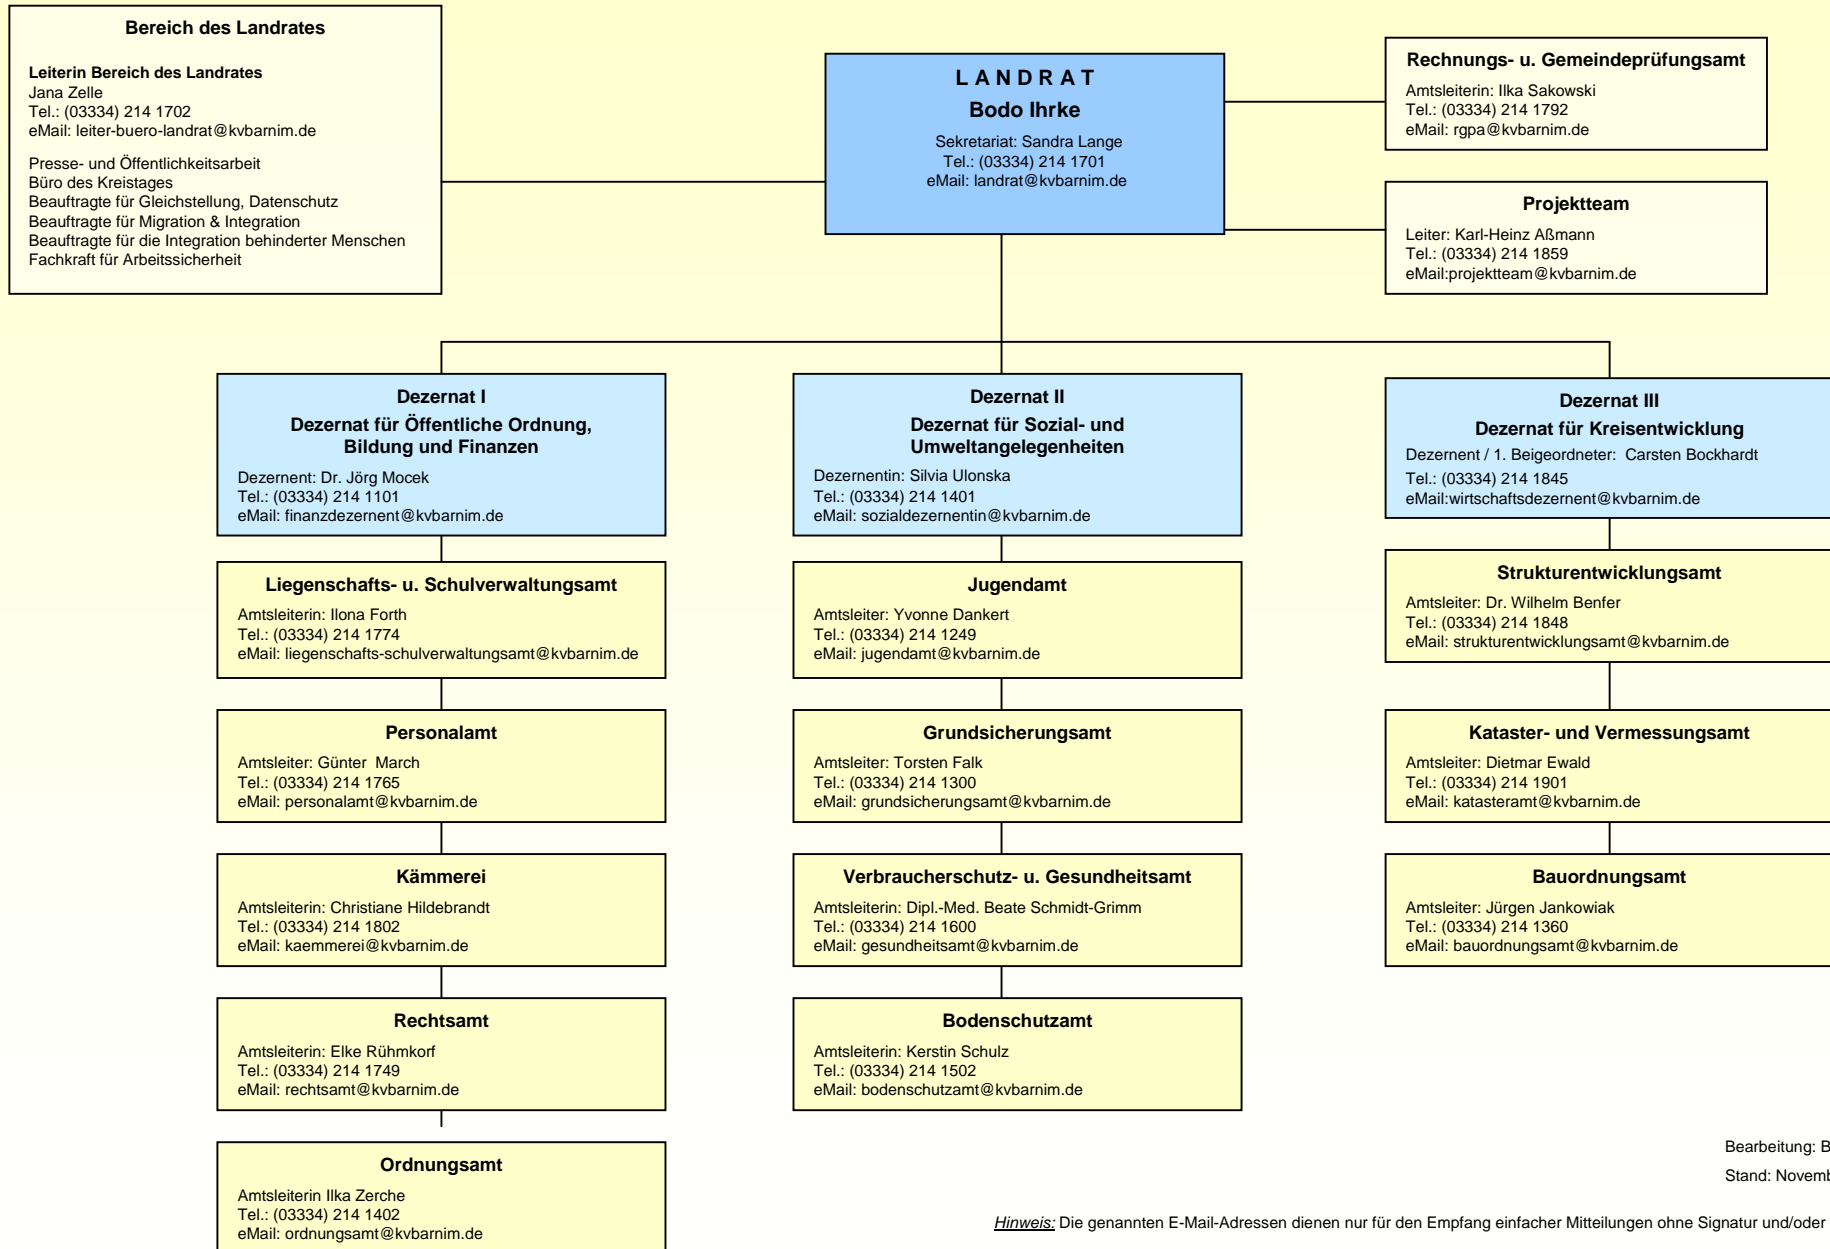 Bereich des Landrates
Leiterin Bereich des Landrates
Jana Zelle
Tel.: (03334) 214 1702
eMail: leiter-buero-landrat@kvbarnim.de
Presse- und Öffentlichkeitsarbeit
Büro des Kreistages
Beauftragte für Gleichstellung, Datenschutz
Beauftragte für Migration & Integration
Beauftragte für die Integration behinderter Menschen
Fachkraft für Arbeitssicherheit
L A N D R A T
Bodo Ihrke
Sekretariat: Sandra Lange
Tel.: (03334) 214 1701
eMail: landrat@kvbarnim.de
Rechnungs- u. Gemeindeprüfungsamt
Amtsleiterin: Ilka Sakowski
Tel.: (03334) 214 1792
eMail: rgpa@kvbarnim.de
Projektteam
Leiter: Karl-Heinz Aßmann
Tel.: (03334) 214 1859
eMail:projektteam@kvbarnim.de
Dezernat I
Dezernat für Öffentliche Ordnung,
Bildung und Finanzen
Dezernent: Dr. Jörg Mocek
Tel.: (03334) 214 1101
eMail: finanzdezernent@kvbarnim.de
Liegenschafts- u. Schulverwaltungsamt
Amtsleiterin: Ilona Forth
Tel.: (03334) 214 1774
eMail: liegenschafts-schulverwaltungsamt@kvbarnim.de
Personalamt
Amtsleiter: Günter  March
Tel.: (03334) 214 1765
eMail: personalamt@kvbarnim.de
Kämmerei
Amtsleiterin: Christiane Hildebrandt
Tel.: (03334) 214 1802
eMail: kaemmerei@kvbarnim.de
Rechtsamt
Amtsleiterin: Elke Rühmkorf
Tel.: (03334) 214 1749
eMail: rechtsamt@kvbarnim.de
Ordnungsamt
Amtsleiterin Ilka Zerche
Tel.: (03334) 214 1402
eMail: ordnungsamt@kvbarnim.de
Dezernat II
Dezernat für Sozial- und
Umweltangelegenheiten
Dezernentin: Silvia Ulonska
Tel.: (03334) 214 1401
eMail: sozialdezernentin@kvbarnim.de
Jugendamt
Amtsleiter: Yvonne Dankert
Tel.: (03334) 214 1249
eMail: jugendamt@kvbarnim.de
Grundsicherungsamt
Amtsleiter: Torsten Falk
Tel.: (03334) 214 1300
eMail: grundsicherungsamt@kvbarnim.de
Verbraucherschutz- u. Gesundheitsamt
Amtsleiterin: Dipl.-Med. Beate Schmidt-Grimm
Tel.: (03334) 214 1600
eMail: gesundheitsamt@kvbarnim.de
Bodenschutzamt
Amtsleiterin: Kerstin Schulz
Tel.: (03334) 214 1502
eMail: bodenschutzamt@kvbarnim.de
Dezernat III
Dezernat für Kreisentwicklung
Dezernent / 1. Beigeordneter:  Carsten Bockhardt
Tel.: (03334) 214 1845
eMail:wirtschaftsdezernent@kvbarnim.de
Strukturentwicklungsamt
Amtsleiter: Dr. Wilhelm Benfer
Tel.: (03334) 214 1848
eMail: strukturentwicklungsamt@kvbarnim.de
Kataster- und Vermessungsamt
Amtsleiter: Dietmar Ewald
Tel.: (03334) 214 1901
eMail: katasteramt@kvbarnim.de
Bauordnungsamt
Amtsleiter: Jürgen Jankowiak
Tel.: (03334) 214 1360
eMail: bauordnungsamt@kvbarnim.de
Bearbeitung:
Stand:
Hinweis: Die genannten E-Mail-Adressen dienen nur für den Empfang einfacher Mitteilungen ohne Signatur und/oder